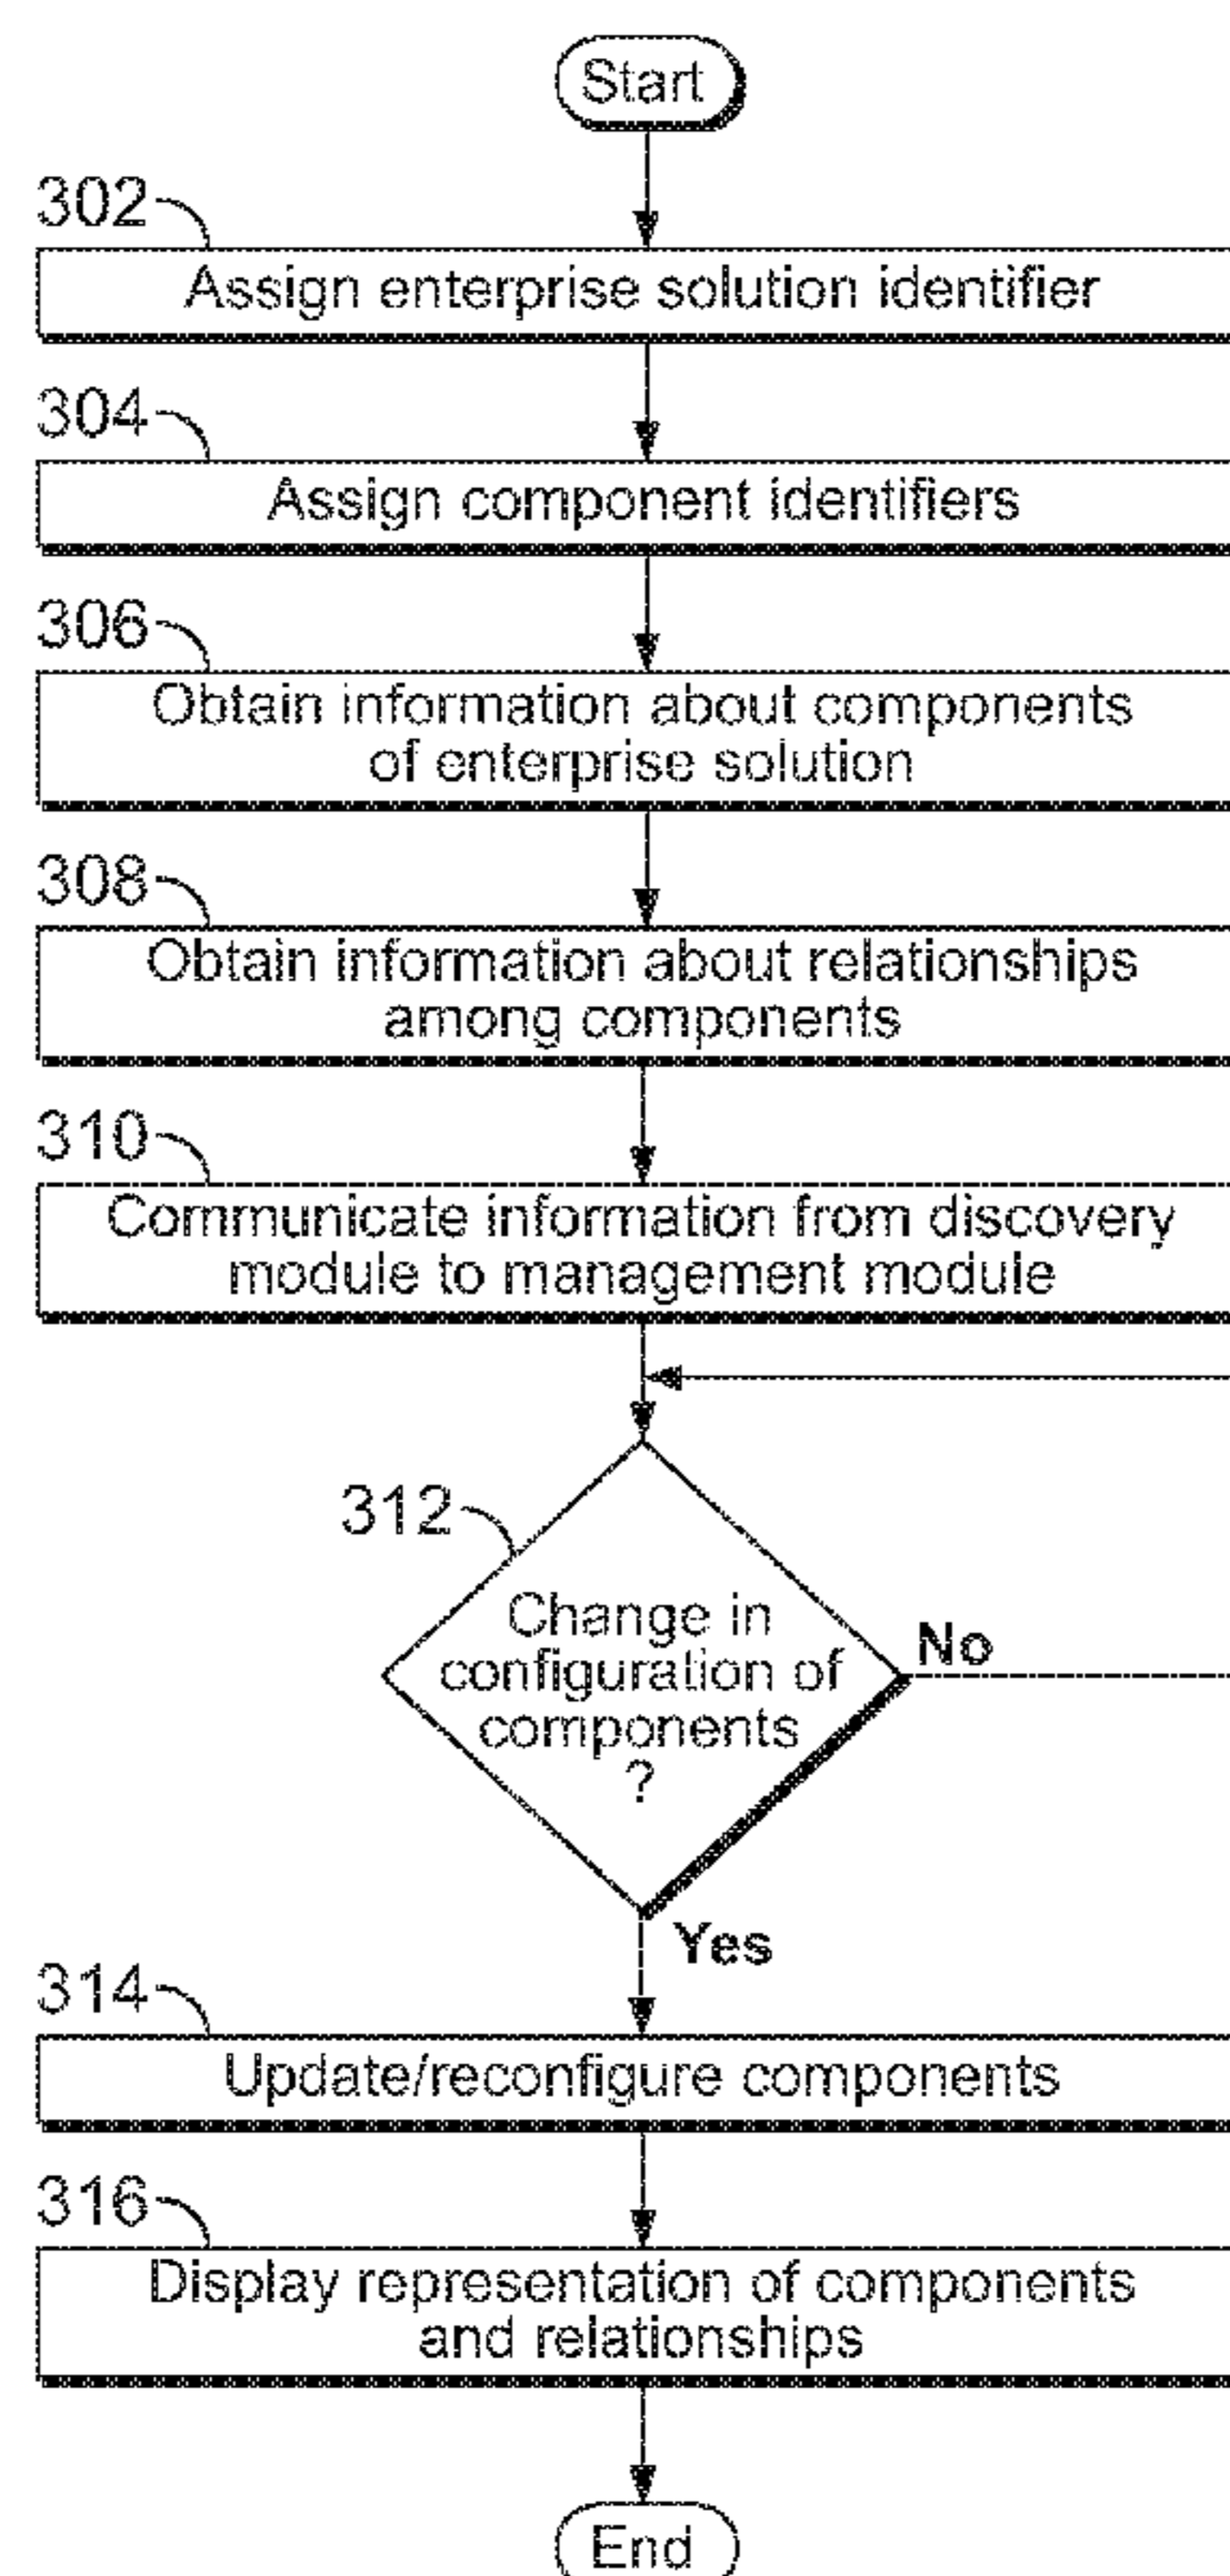 Start
302
Assign enterprise solution identifier
304
Assign component identifiers
306
Obtain information about components
of enterprise solution
308
Obtain information about relationships
among components
310
Communicate information from discovery
module to management module
312
Change in
configuration of
components
?
No
Yes
314
Update/reconfigure components
316
Display representation of components
and relationships
End